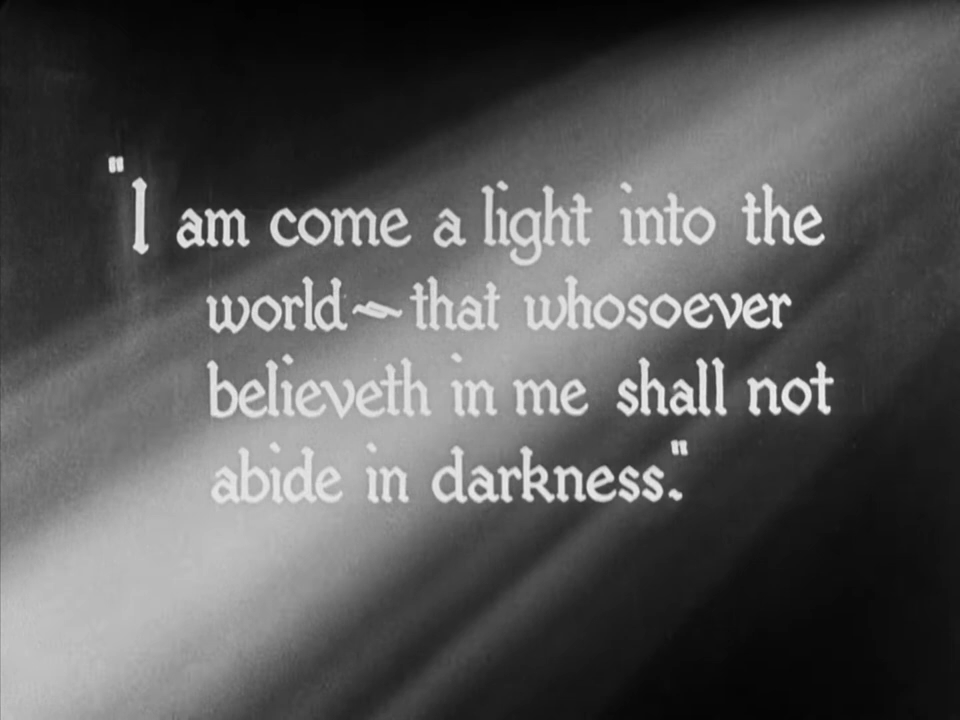 "I am come a light into the
world~that whosoever
believeth in me shall not
abide in darkness."